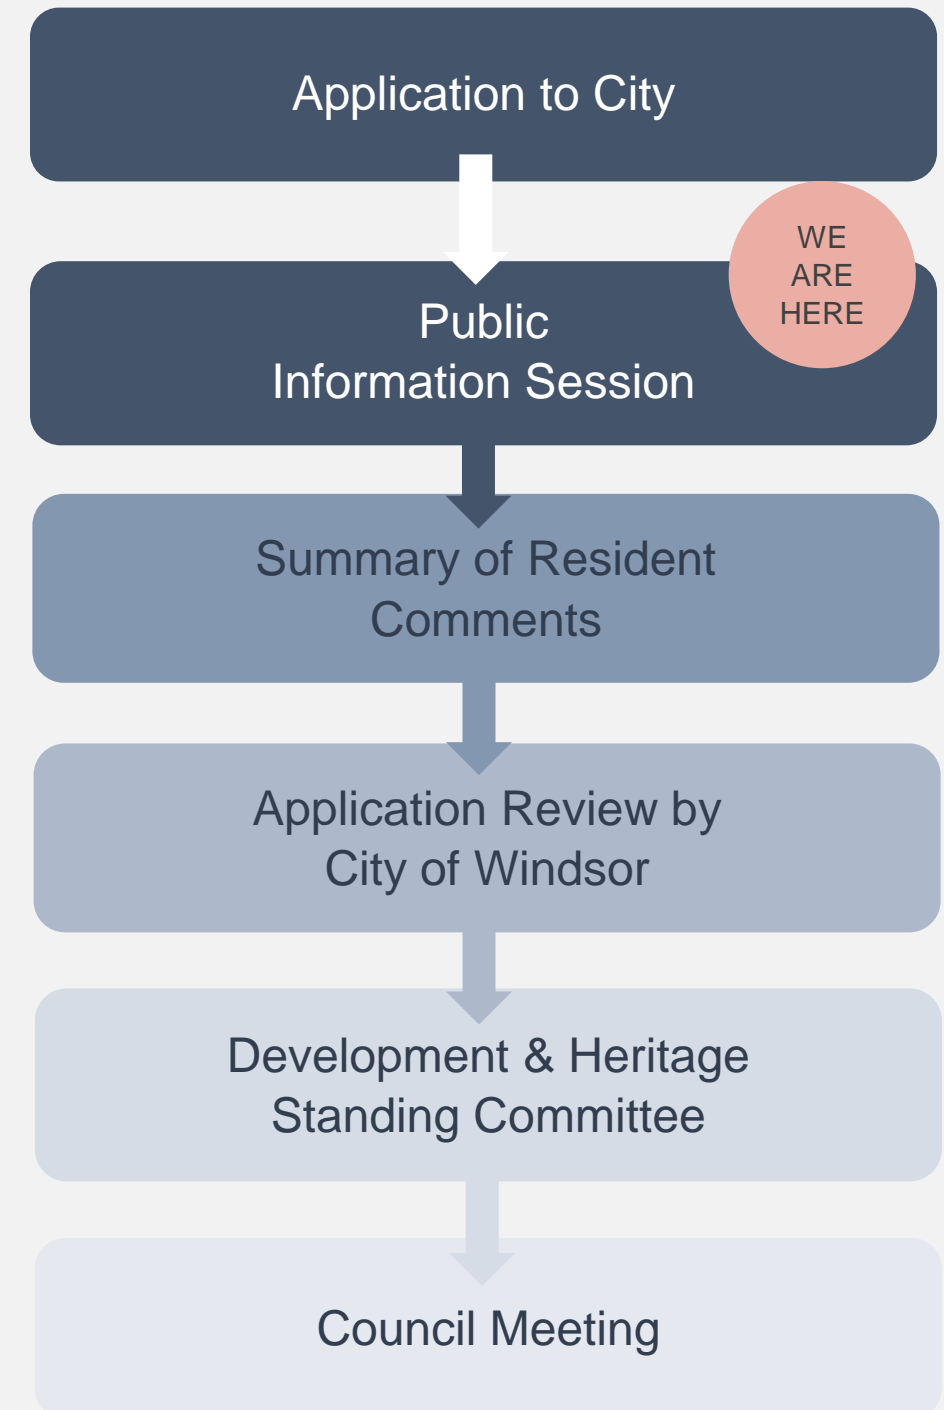 Application to City
WE
ARE
HERE
Public
Information Session
Summary of Resident
Comments
Application Review by
City of Windsor
Development & Heritage
Standing Committee
Council Meeting